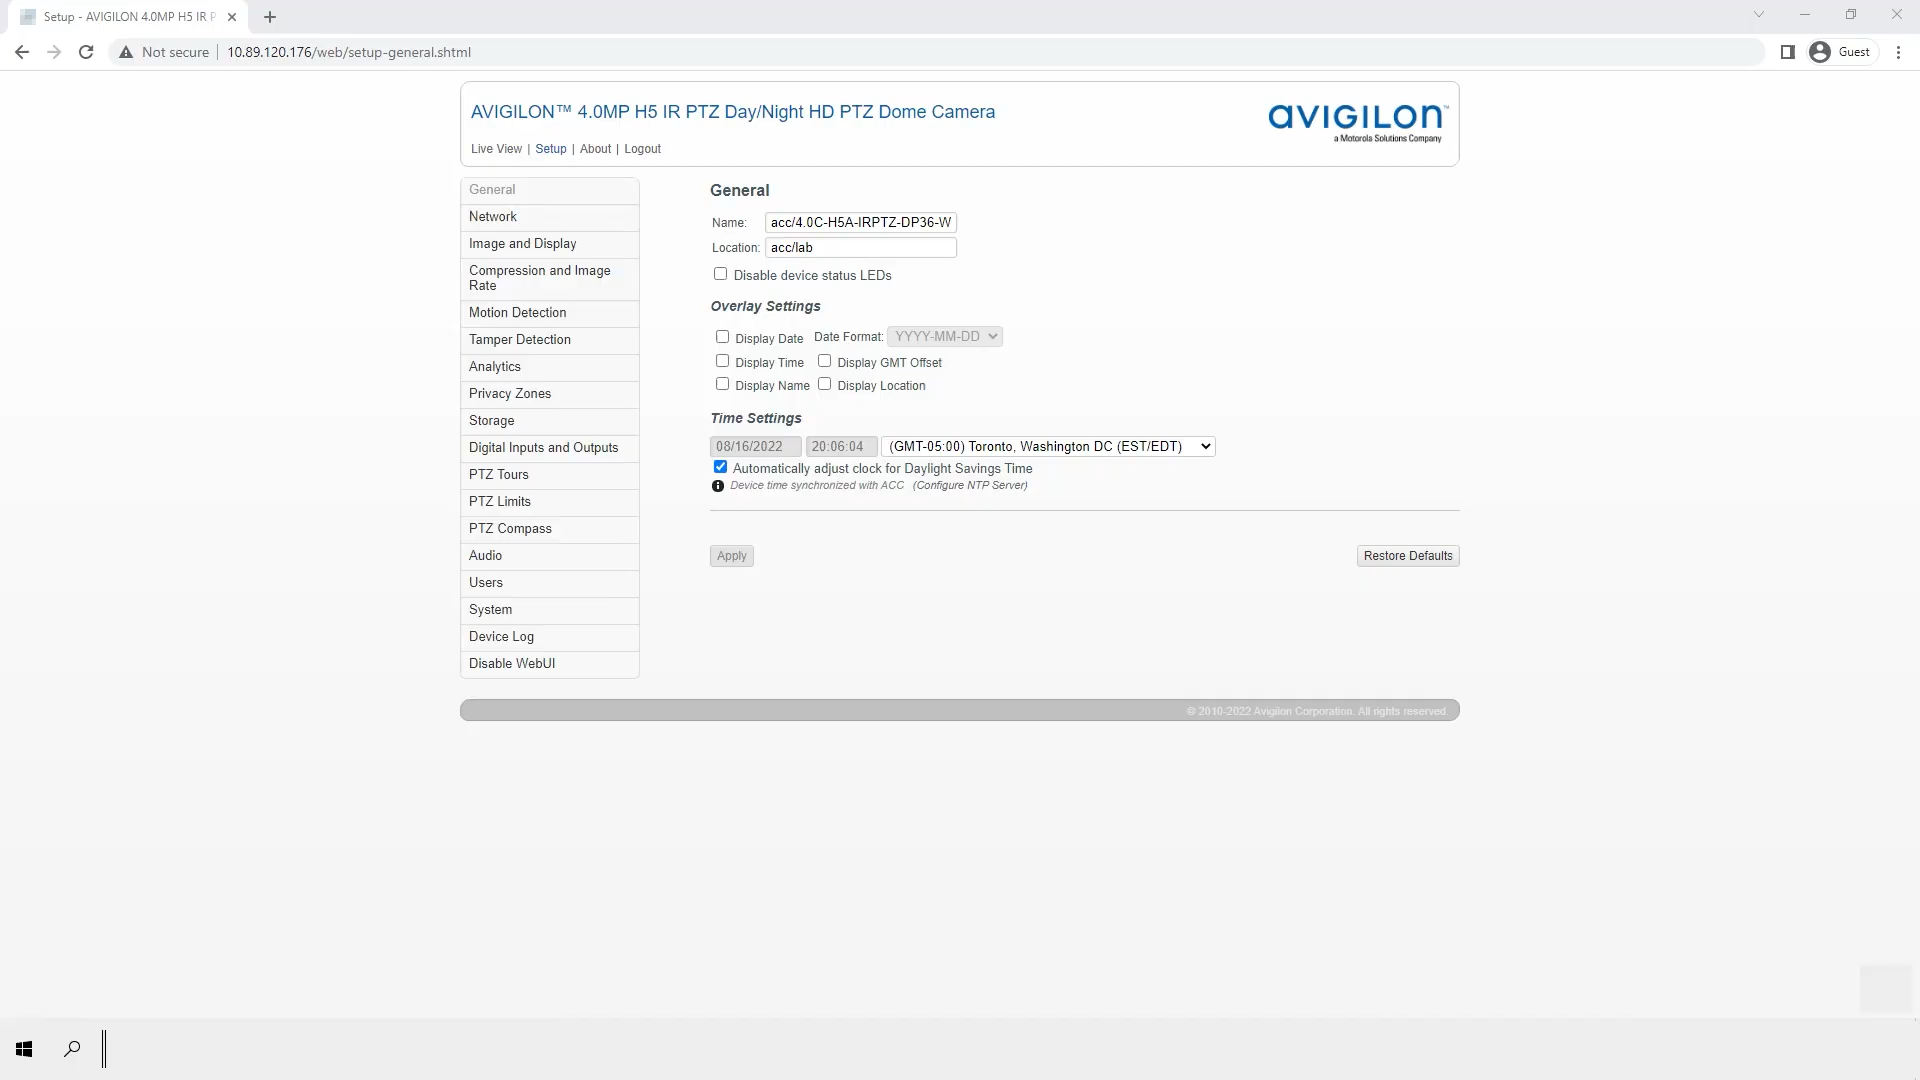 Setup - AVIGILON 4.0MP H5 IR P
Not secure 10.89.120.176/web/setup-general.shtml
Guest
AVIGILON™ 4.0MP H5 IR PTZ Day/Night HD PTZ Dome Camera
AVIGILON™
a Motorola Solutions Company
Live View | Setup | About | Logout
General
Network
Image and Display
Compression and Image
Rate
Motion Detection
Tamper Detection
Analytics
Privacy Zones
Storage
Digital Inputs and Outputs
PTZ Tours
PTZ Limits
PTZ Compass
Audio
Users
System
Device Log
Disable WebUI
General
Name: acc/4.0C-H5A-IRPTZ-DP36-W
Location: acc/lab
Disable device status LEDs
Overlay Settings
Display Date Date Format: YYYY-MM-DD
Display Time Display GMT Offset
Display Name Display Location
Time Settings
08/16/2022 20:06:04 (GMT-05:00) Toronto, Washington DC (EST/EDT)
Automatically adjust clock for Daylight Savings Time
Device time synchronized with ACC (Configure NTP Server)
Apply Restore Defaults
© 2010-2022 Avigilon Corporation. All rights reserved.